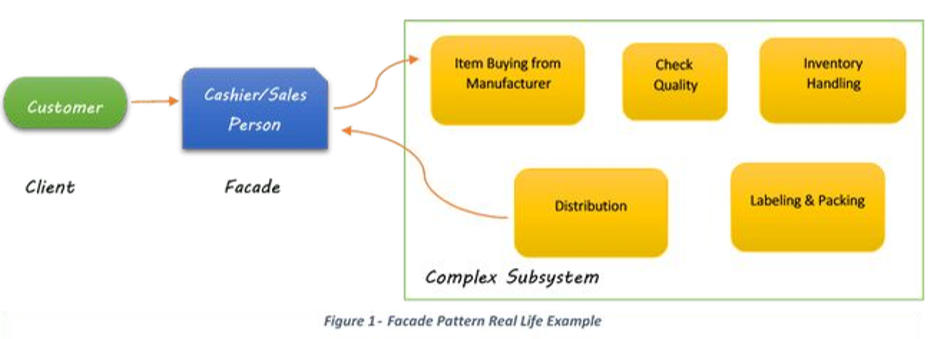 Customer
Client
Cashier/Sales
Person
Facade
Item Buying from
Manufacturer
Check
Quality
Inventory
Handling
Distribution
Labeling & Packing
Complex Subsystem
Figure 1- Facade Pattern Real Life Example